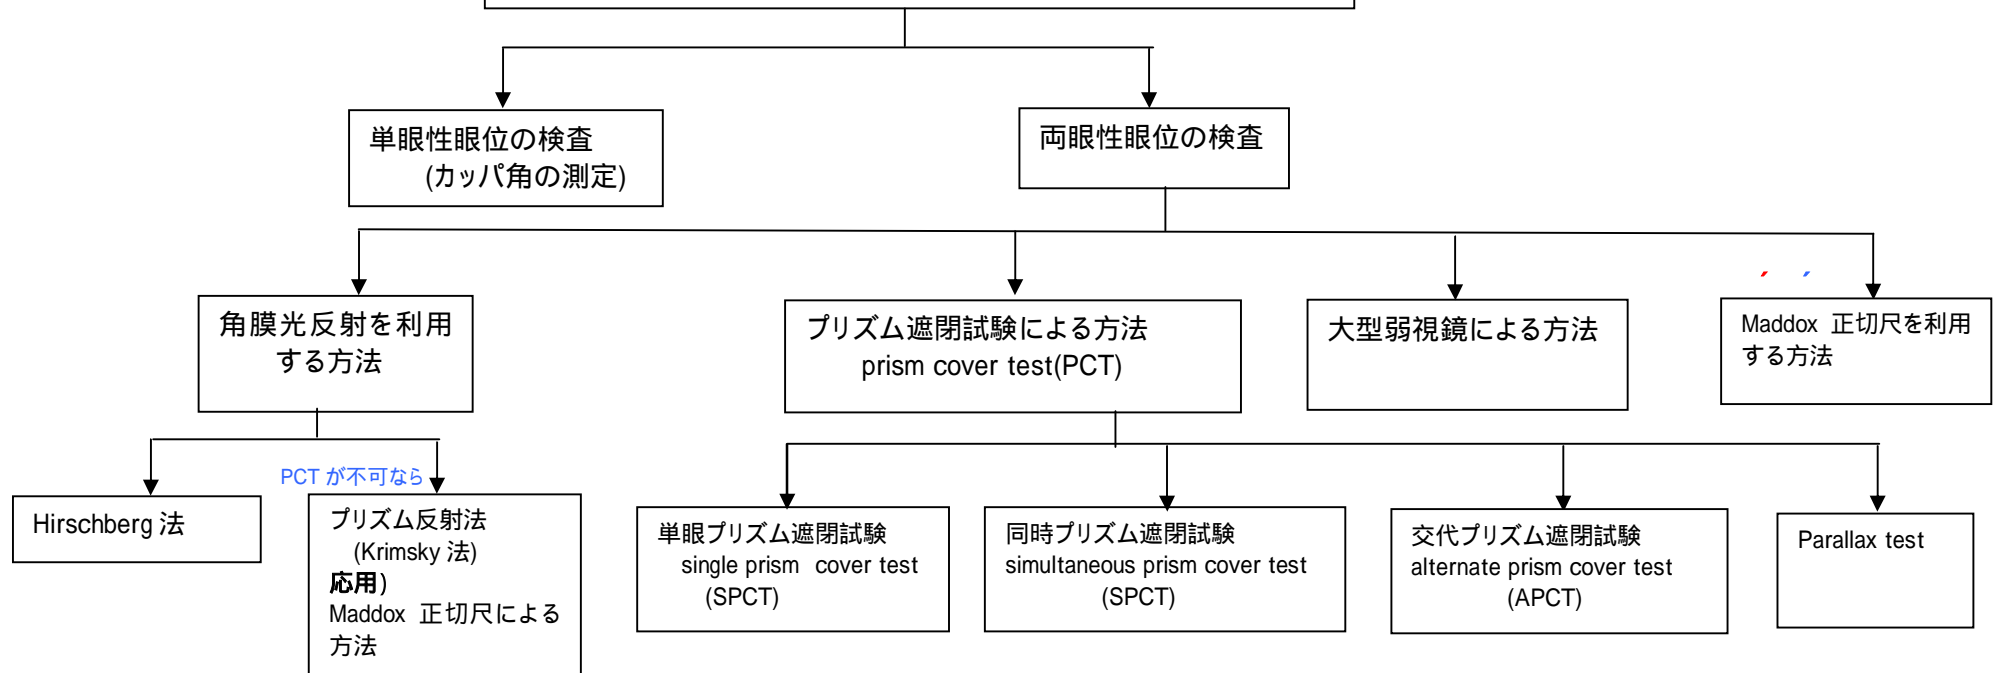 単眼性眼位の検査
(カッパ角の測定)
両眼性眼位の検査
角膜光反射を利用
する方法
プリズム遮閉試験による方法
prism cover test(PCT)
大型弱視鏡による方法
Maddox 正切尺を利用
する方法
PCT が不可なら
Hirschberg 法
プリズム反射法
(Krimsky 法)
応用)
Maddox 正切尺による
方法
単眼プリズム遮閉試験
single prism cover test
(SPCT)
同時プリズム遮閉試験
simultaneous prism cover test
(SPCT)
交代プリズム遮閉試験
alternate prism cover test
(APCT)
Parallax test